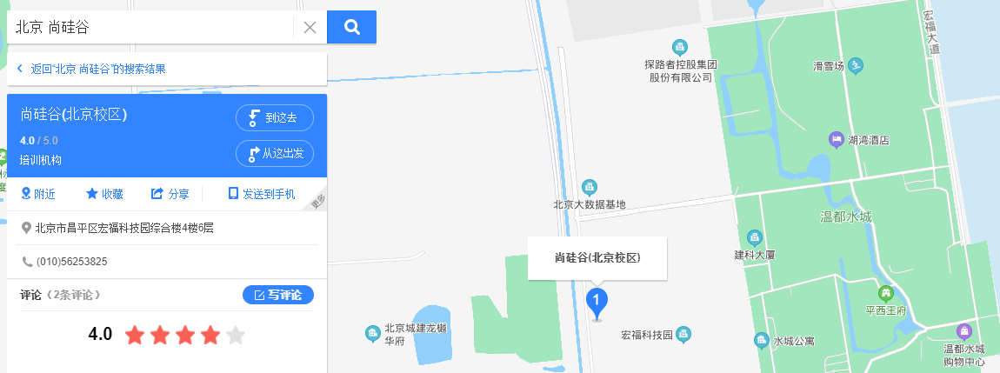 北京 尚硅谷
返回"北京 尚硅谷"的搜索结果
尚硅谷(北京校区)
到这去
4.0 / 5.0
培训机构
从这出发
附近
收藏
分享
发送到手机
更多
北京市昌平区宏福科技园综合楼4楼6层
(010)56253825
评论（2条评论）
写评论
4.0
宏福大道
探路者控股集团
股份有限公司
滑雪场
湖湾酒店
北京大数据基地
温都水城
建科大厦
尚硅谷(北京校区)
1
平西王府
北京城建龙樾
华府
宏福科技园
水城公寓
温都水城
购物中心
度